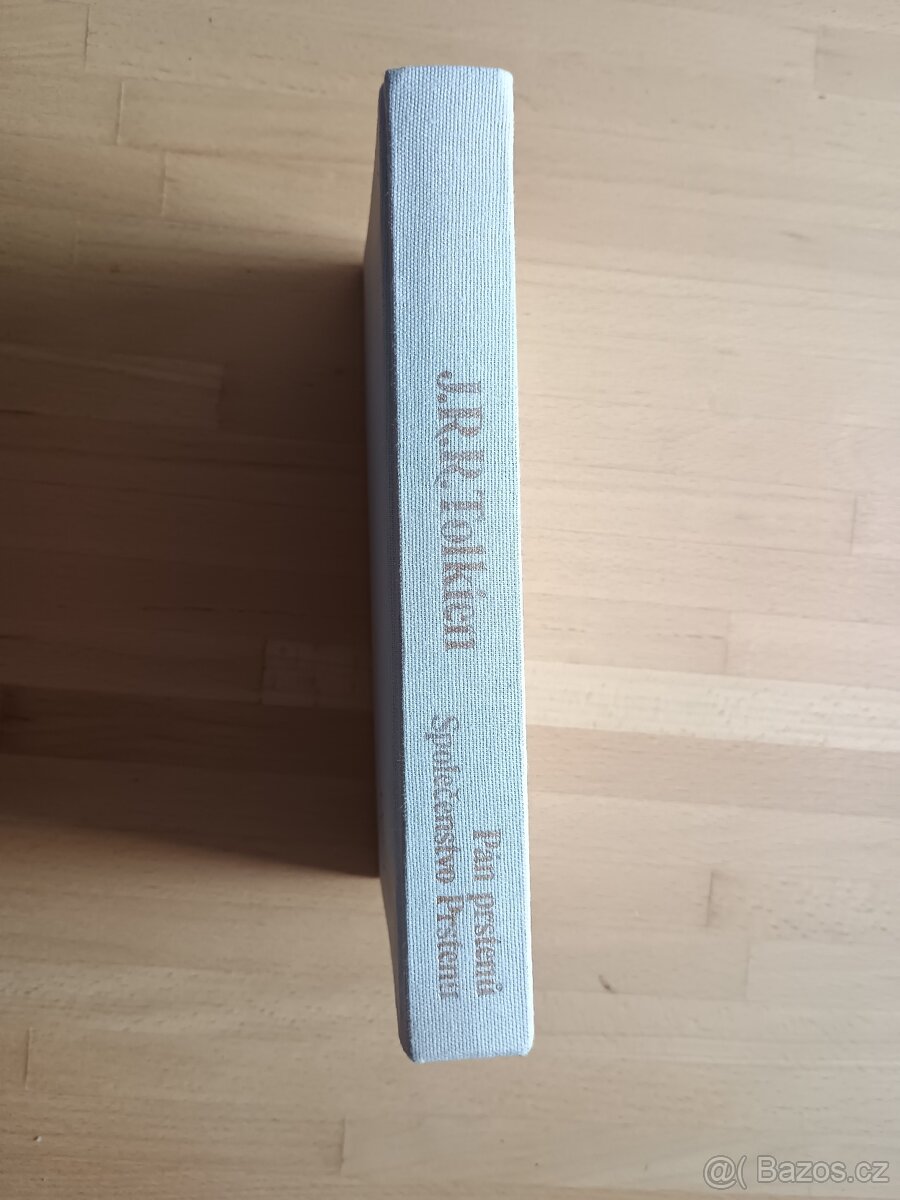 J.R.R. Tolkien
Pán prstenů
Společenstvo Prstenu
@( Bazos.cz